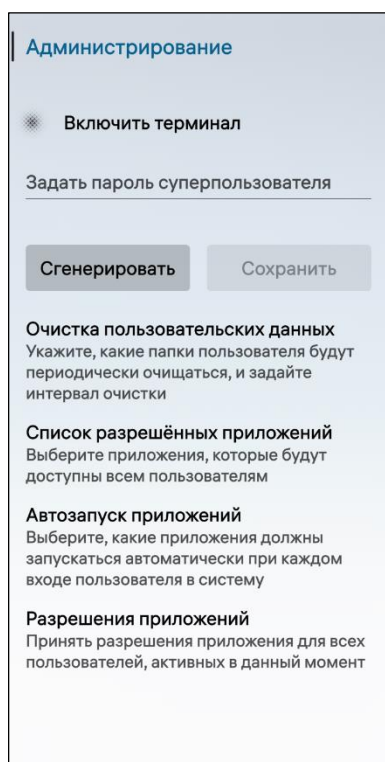 Администрирование
Включить терминал
Задать пароль суперпользователя
Сгенерировать
Сохранить
Очистка пользовательских данных
Укажите, какие папки пользователя будут
периодически очищаться, и задайте
интервал очистки
Список разрешённых приложений
Выберите приложения, которые будут
доступны всем пользователям
Автозапуск приложений
Выберите, какие приложения должны
запускаться автоматически при каждом
входе пользователя в систему
Разрешения приложений
Принять разрешения приложения для всех
пользователей, активных в данный момент